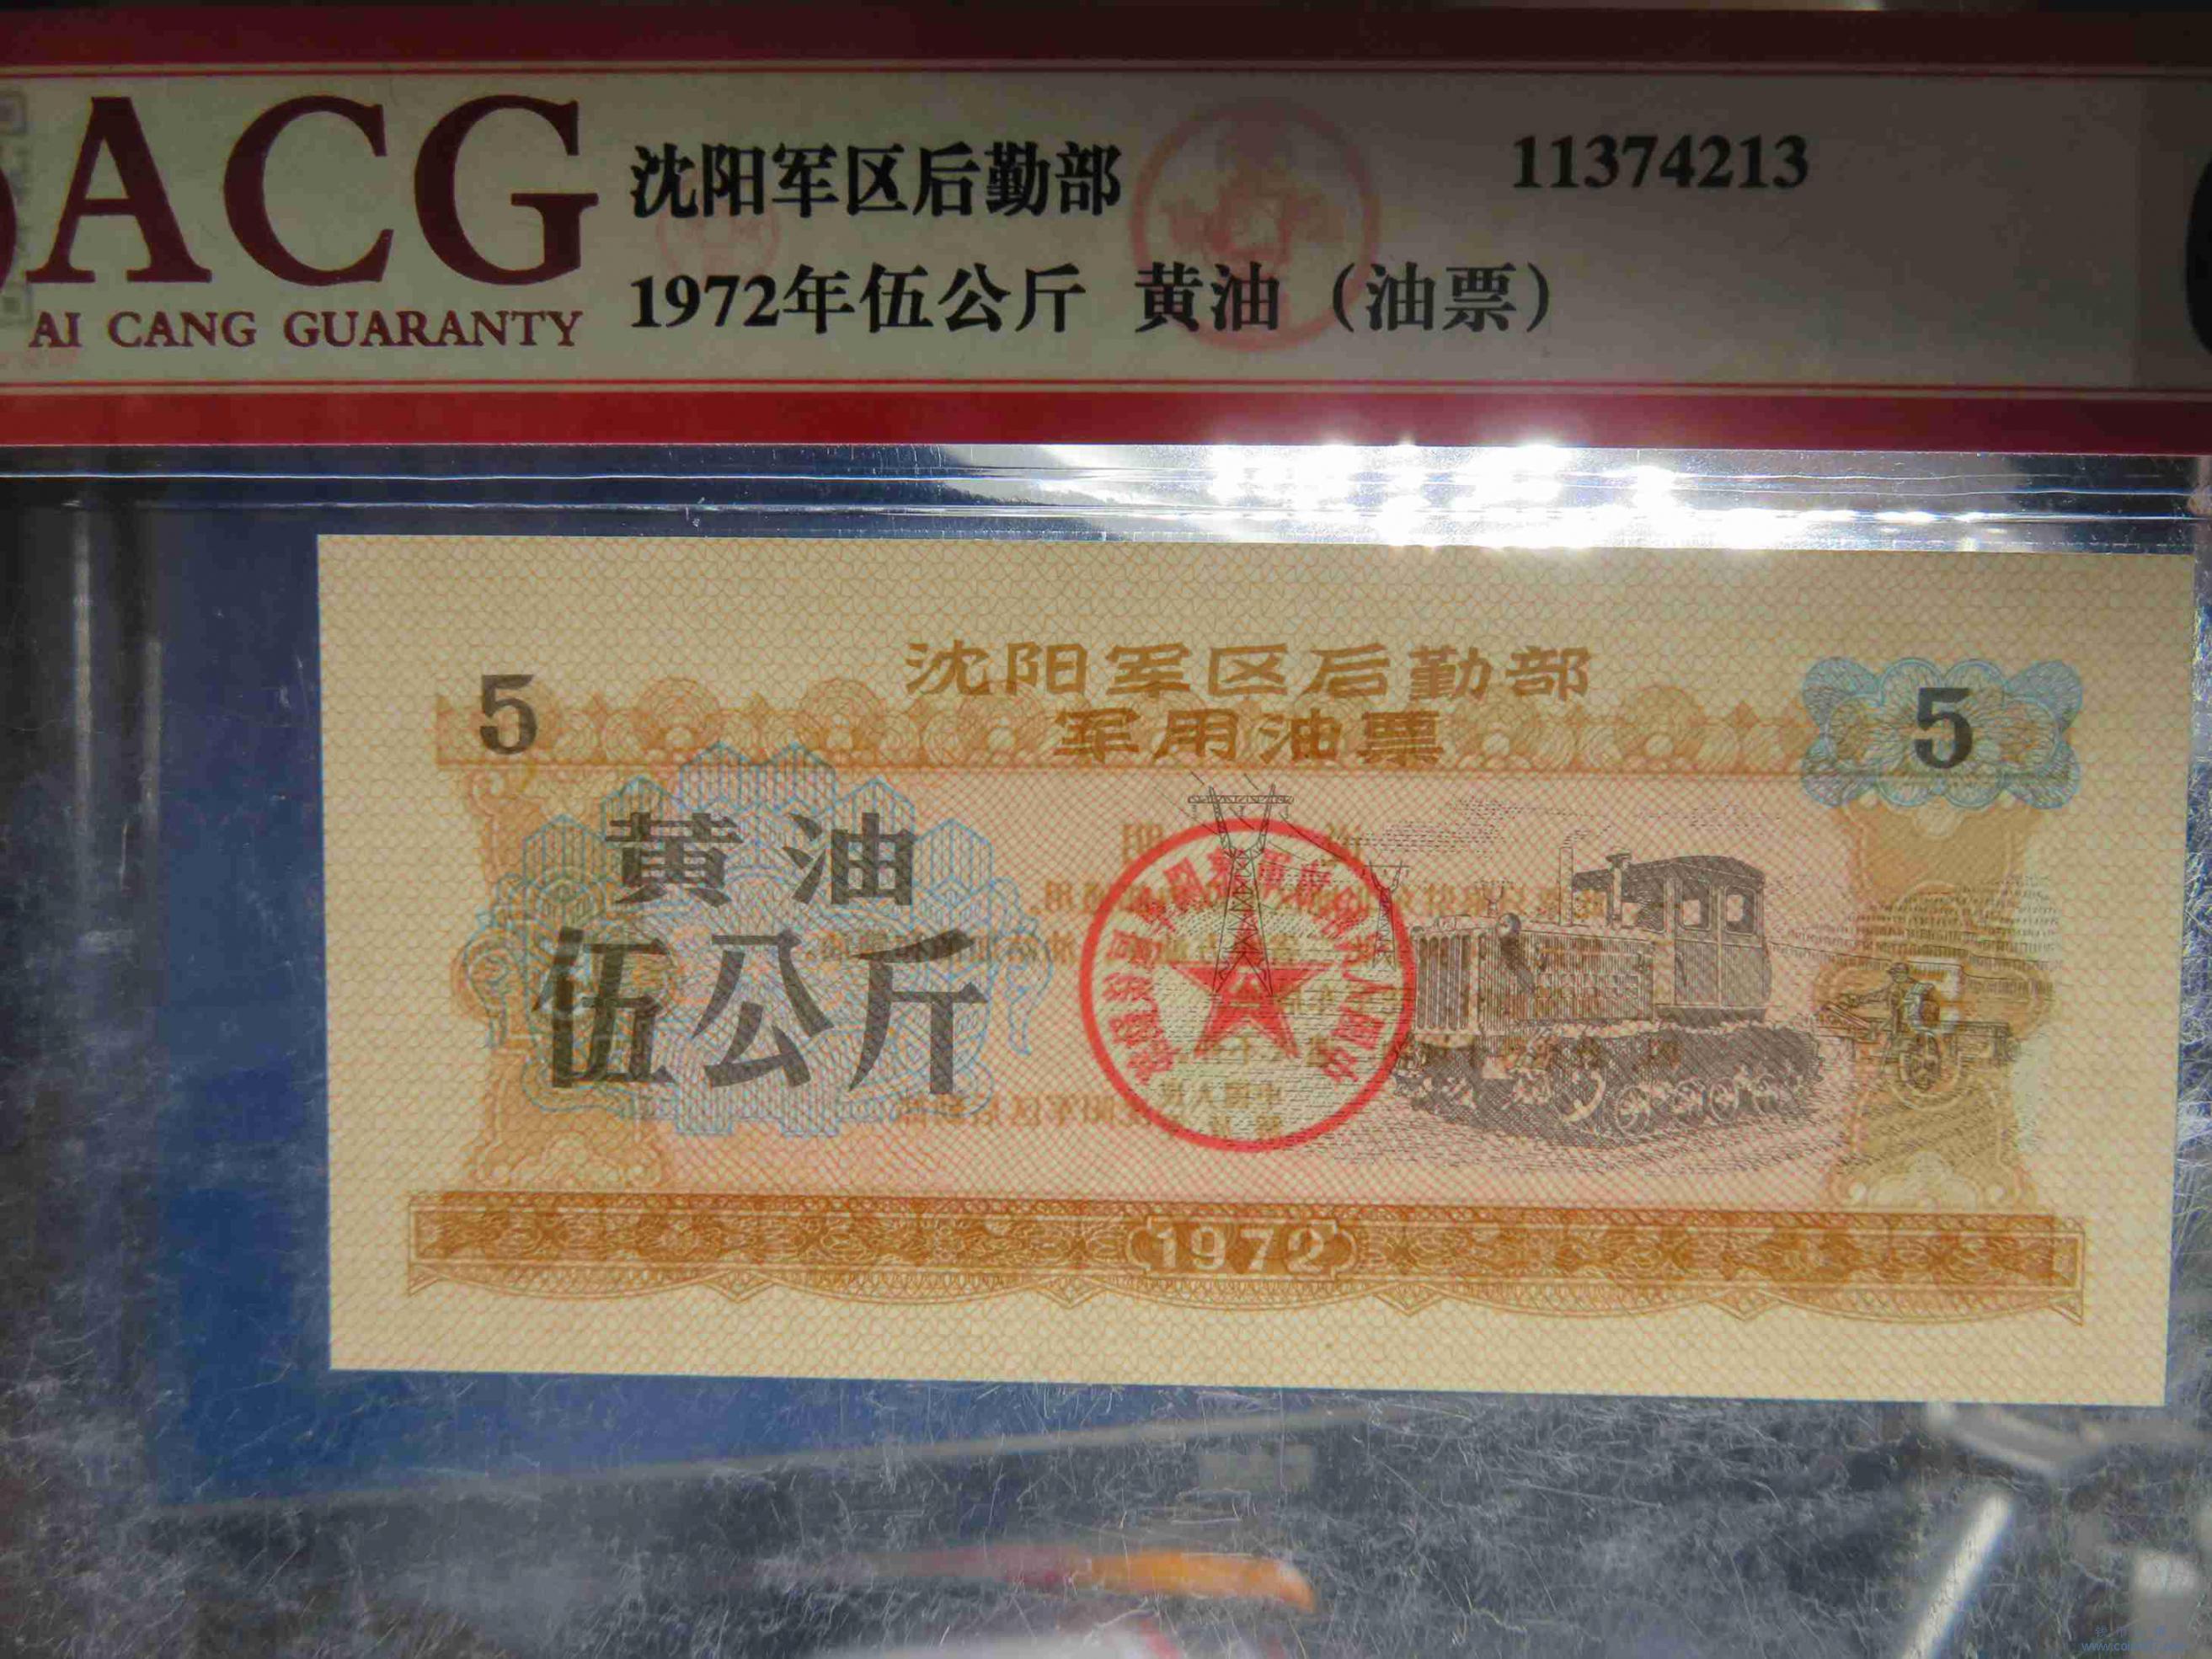 ACG
AI CANG GUARANTY
沈阳军区后勤部
11374213
1972年伍公斤 黄油（油票）
沈阳军区后勤部
军用油票
5
5
黄油
伍公斤
1972